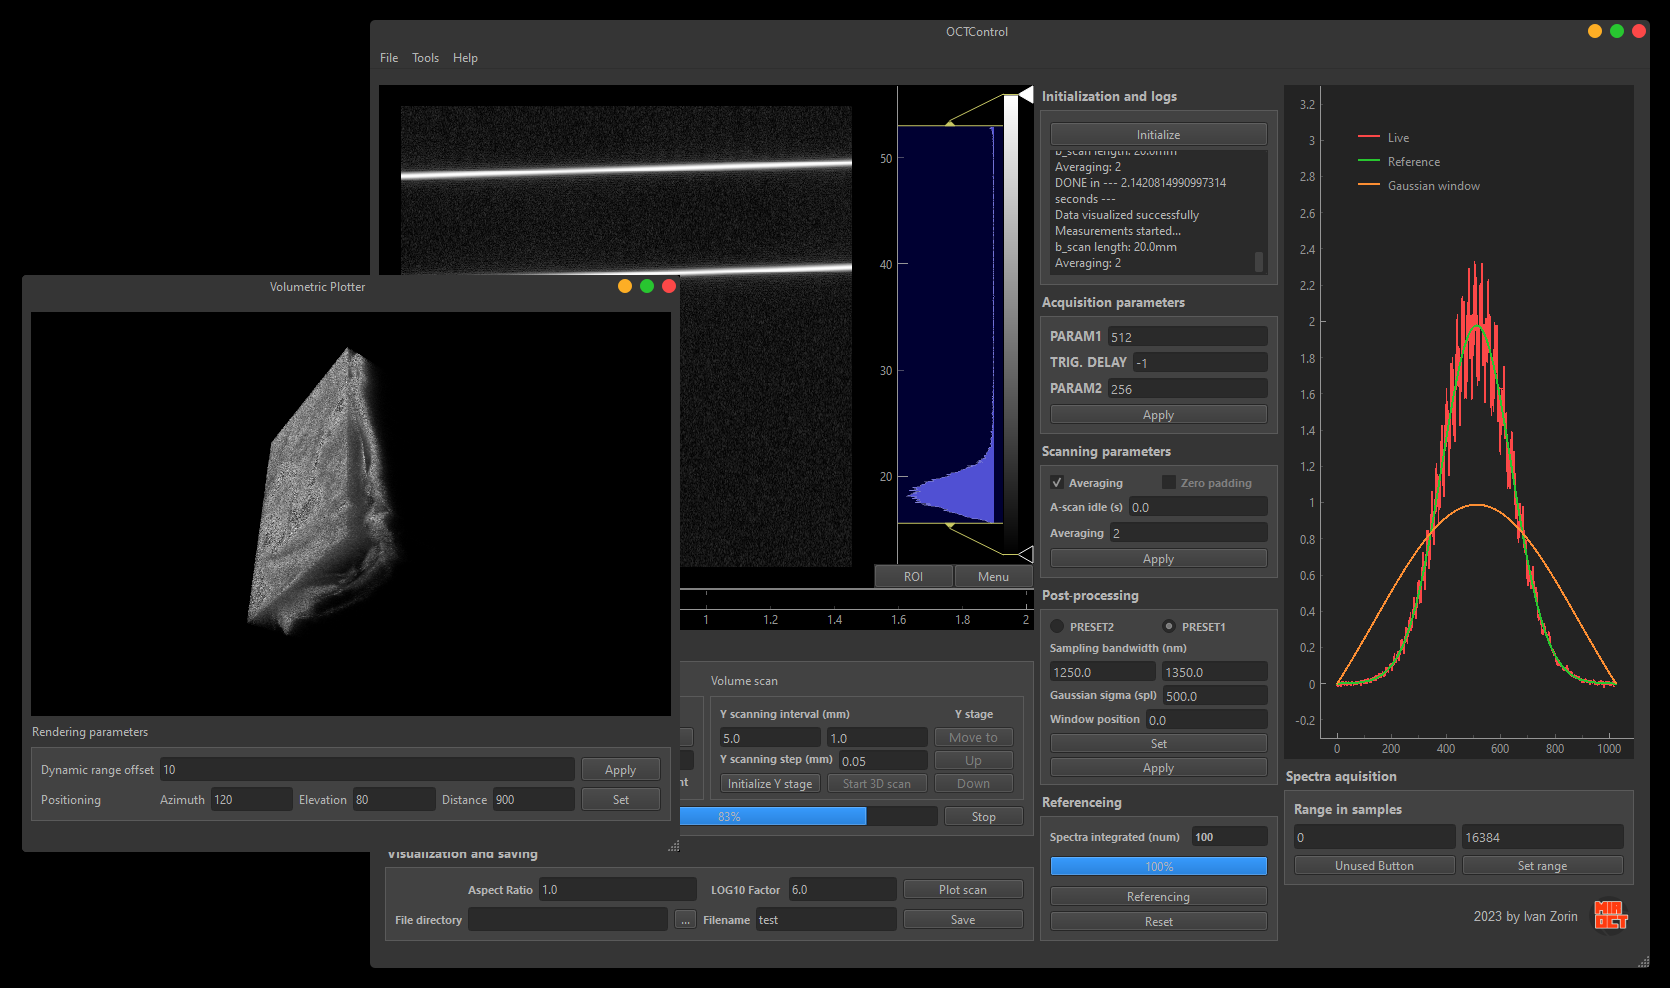 OCTControl
File Tools Help
50
40
30
20
ROI Menu
1 1.2 1.4 1.6 1.8 2
Initialization and logs
Initialize
b_scan length: 20.0mm
Averaging: 2
DONE in --- 2.1420814990997314
seconds ---
Data visualized successfully
Measurements started...
b_scan length: 20.0mm
Averaging: 2
Acquisition parameters
PARAM1 512
TRIG. DELAY -1
PARAM2 256
Apply
Scanning parameters
Averaging Zero padding
A-scan idle (s) 0.0
Averaging 2
Apply
Post-processing
PRESET2 PRESET1
Sampling bandwidth (nm)
1250.0 1350.0
Gaussian sigma (spl) 500.0
Window position 0.0
Set
Apply
Referenceing
Spectra integrated (num) 100
100%
Referencing
Reset
3.2
3
2.8
2.6
2.4
2.2
2
1.8
1.6
1.4
1.2
1
0.8
0.6
0.4
0.2
0
-0.2
Live
Reference
Gaussian window
0 200 400 600 800 1000
Spectra aquisition
Range in samples
0 16384
Unused Button Set range
2023 by Ivan Zorin
MIR
OCT
Volumetric Plotter
Rendering parameters
Dynamic range offset 10 Apply
Positioning Azimuth 120 Elevation 80 Distance 900 Set
Volume scan
Y scanning interval (mm) Y stage
5.0 1.0 Move to
Y scanning step (mm) 0.05 Up
nt Initialize Y stage Start 3D scan Down
83% Stop
Visualization and saving
Aspect Ratio 1.0 LOG10 Factor 6.0 Plot scan
File directory ... Filename test Save